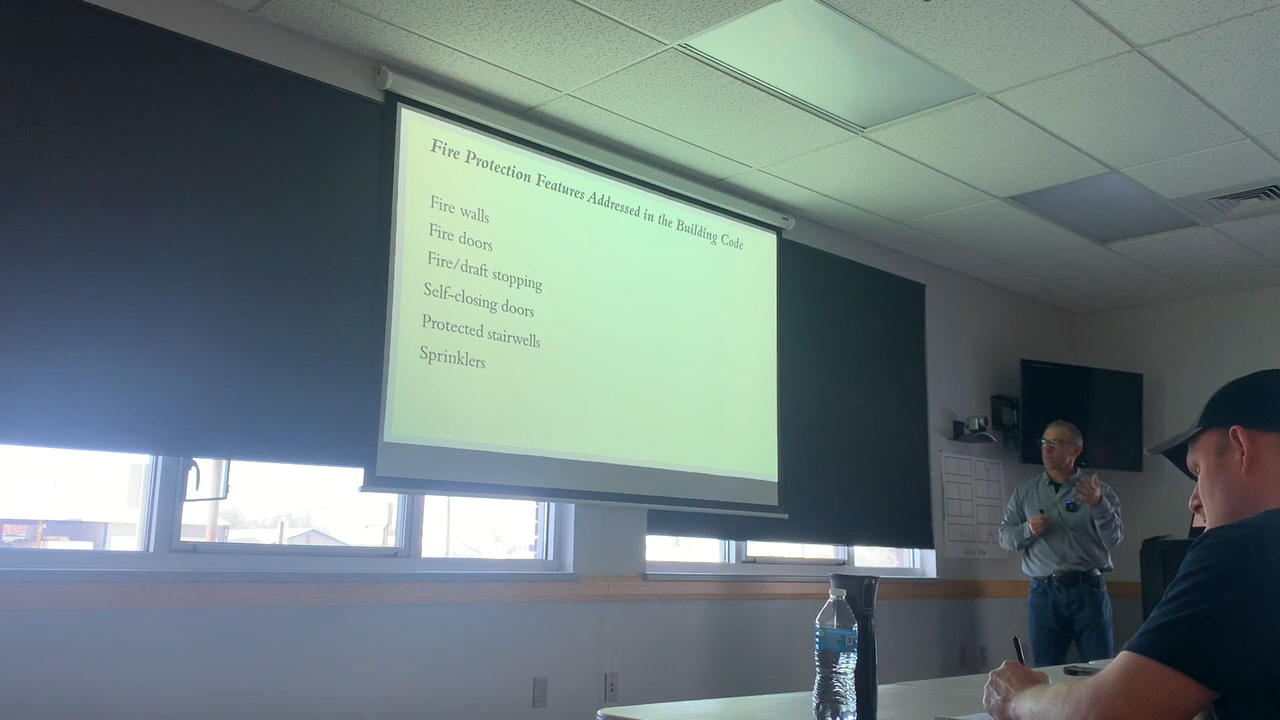 Fire Protection Features Addressed in the Building Code
Fire walls
Fire doors
Fire/draft stopping
Self-closing doors
Protected stairwells
Sprinklers